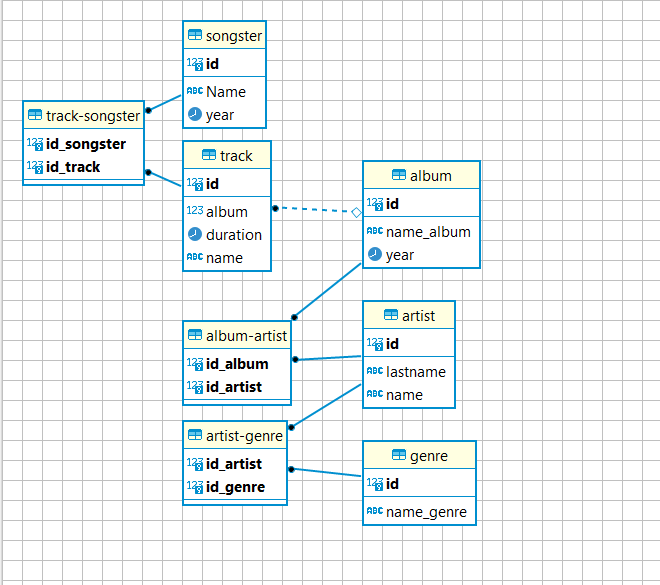 songster
123 id
ABC Name
year
track-songster
123 id_songster
123 id_track
track
123 id
123 album
duration
ABC name
album
123 id
ABC name_album
year
album-artist
123 id_album
123 id_artist
artist
123 id
ABC lastname
ABC name
artist-genre
123 id_artist
123 id_genre
genre
123 id
ABC name_genre